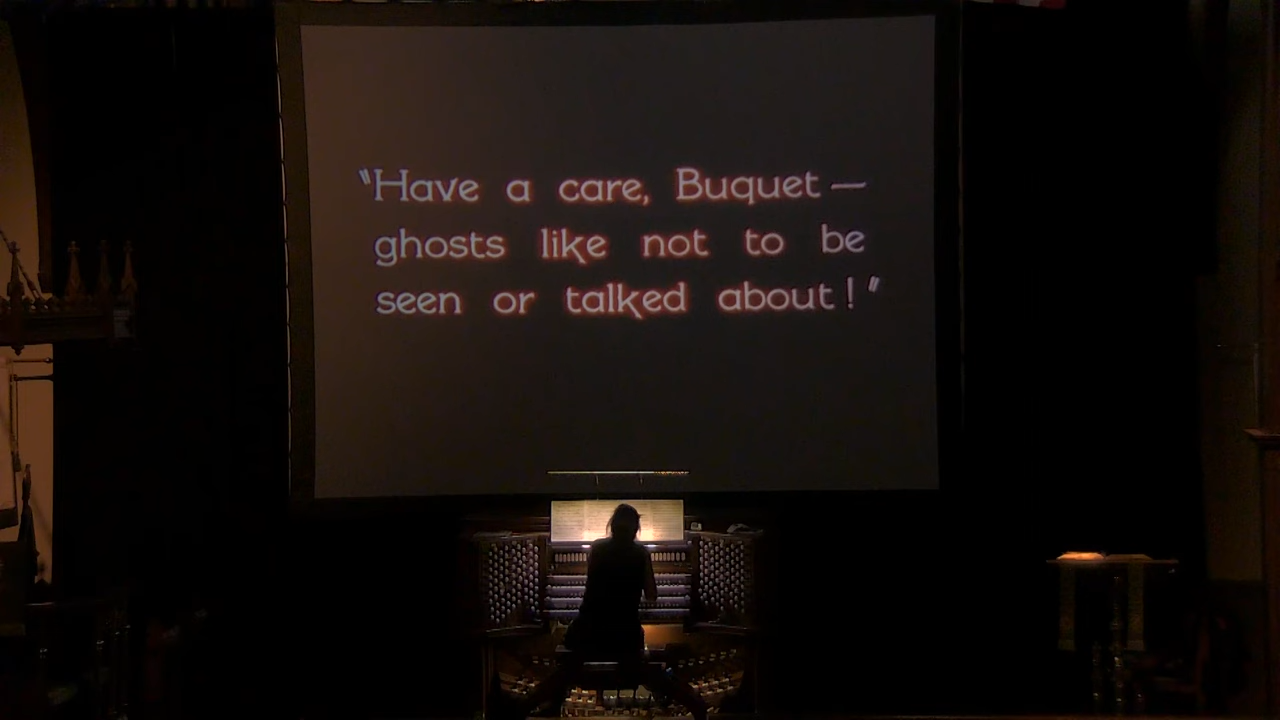 "Have a care, Buquet —
ghosts like not to be
seen or talked about!"